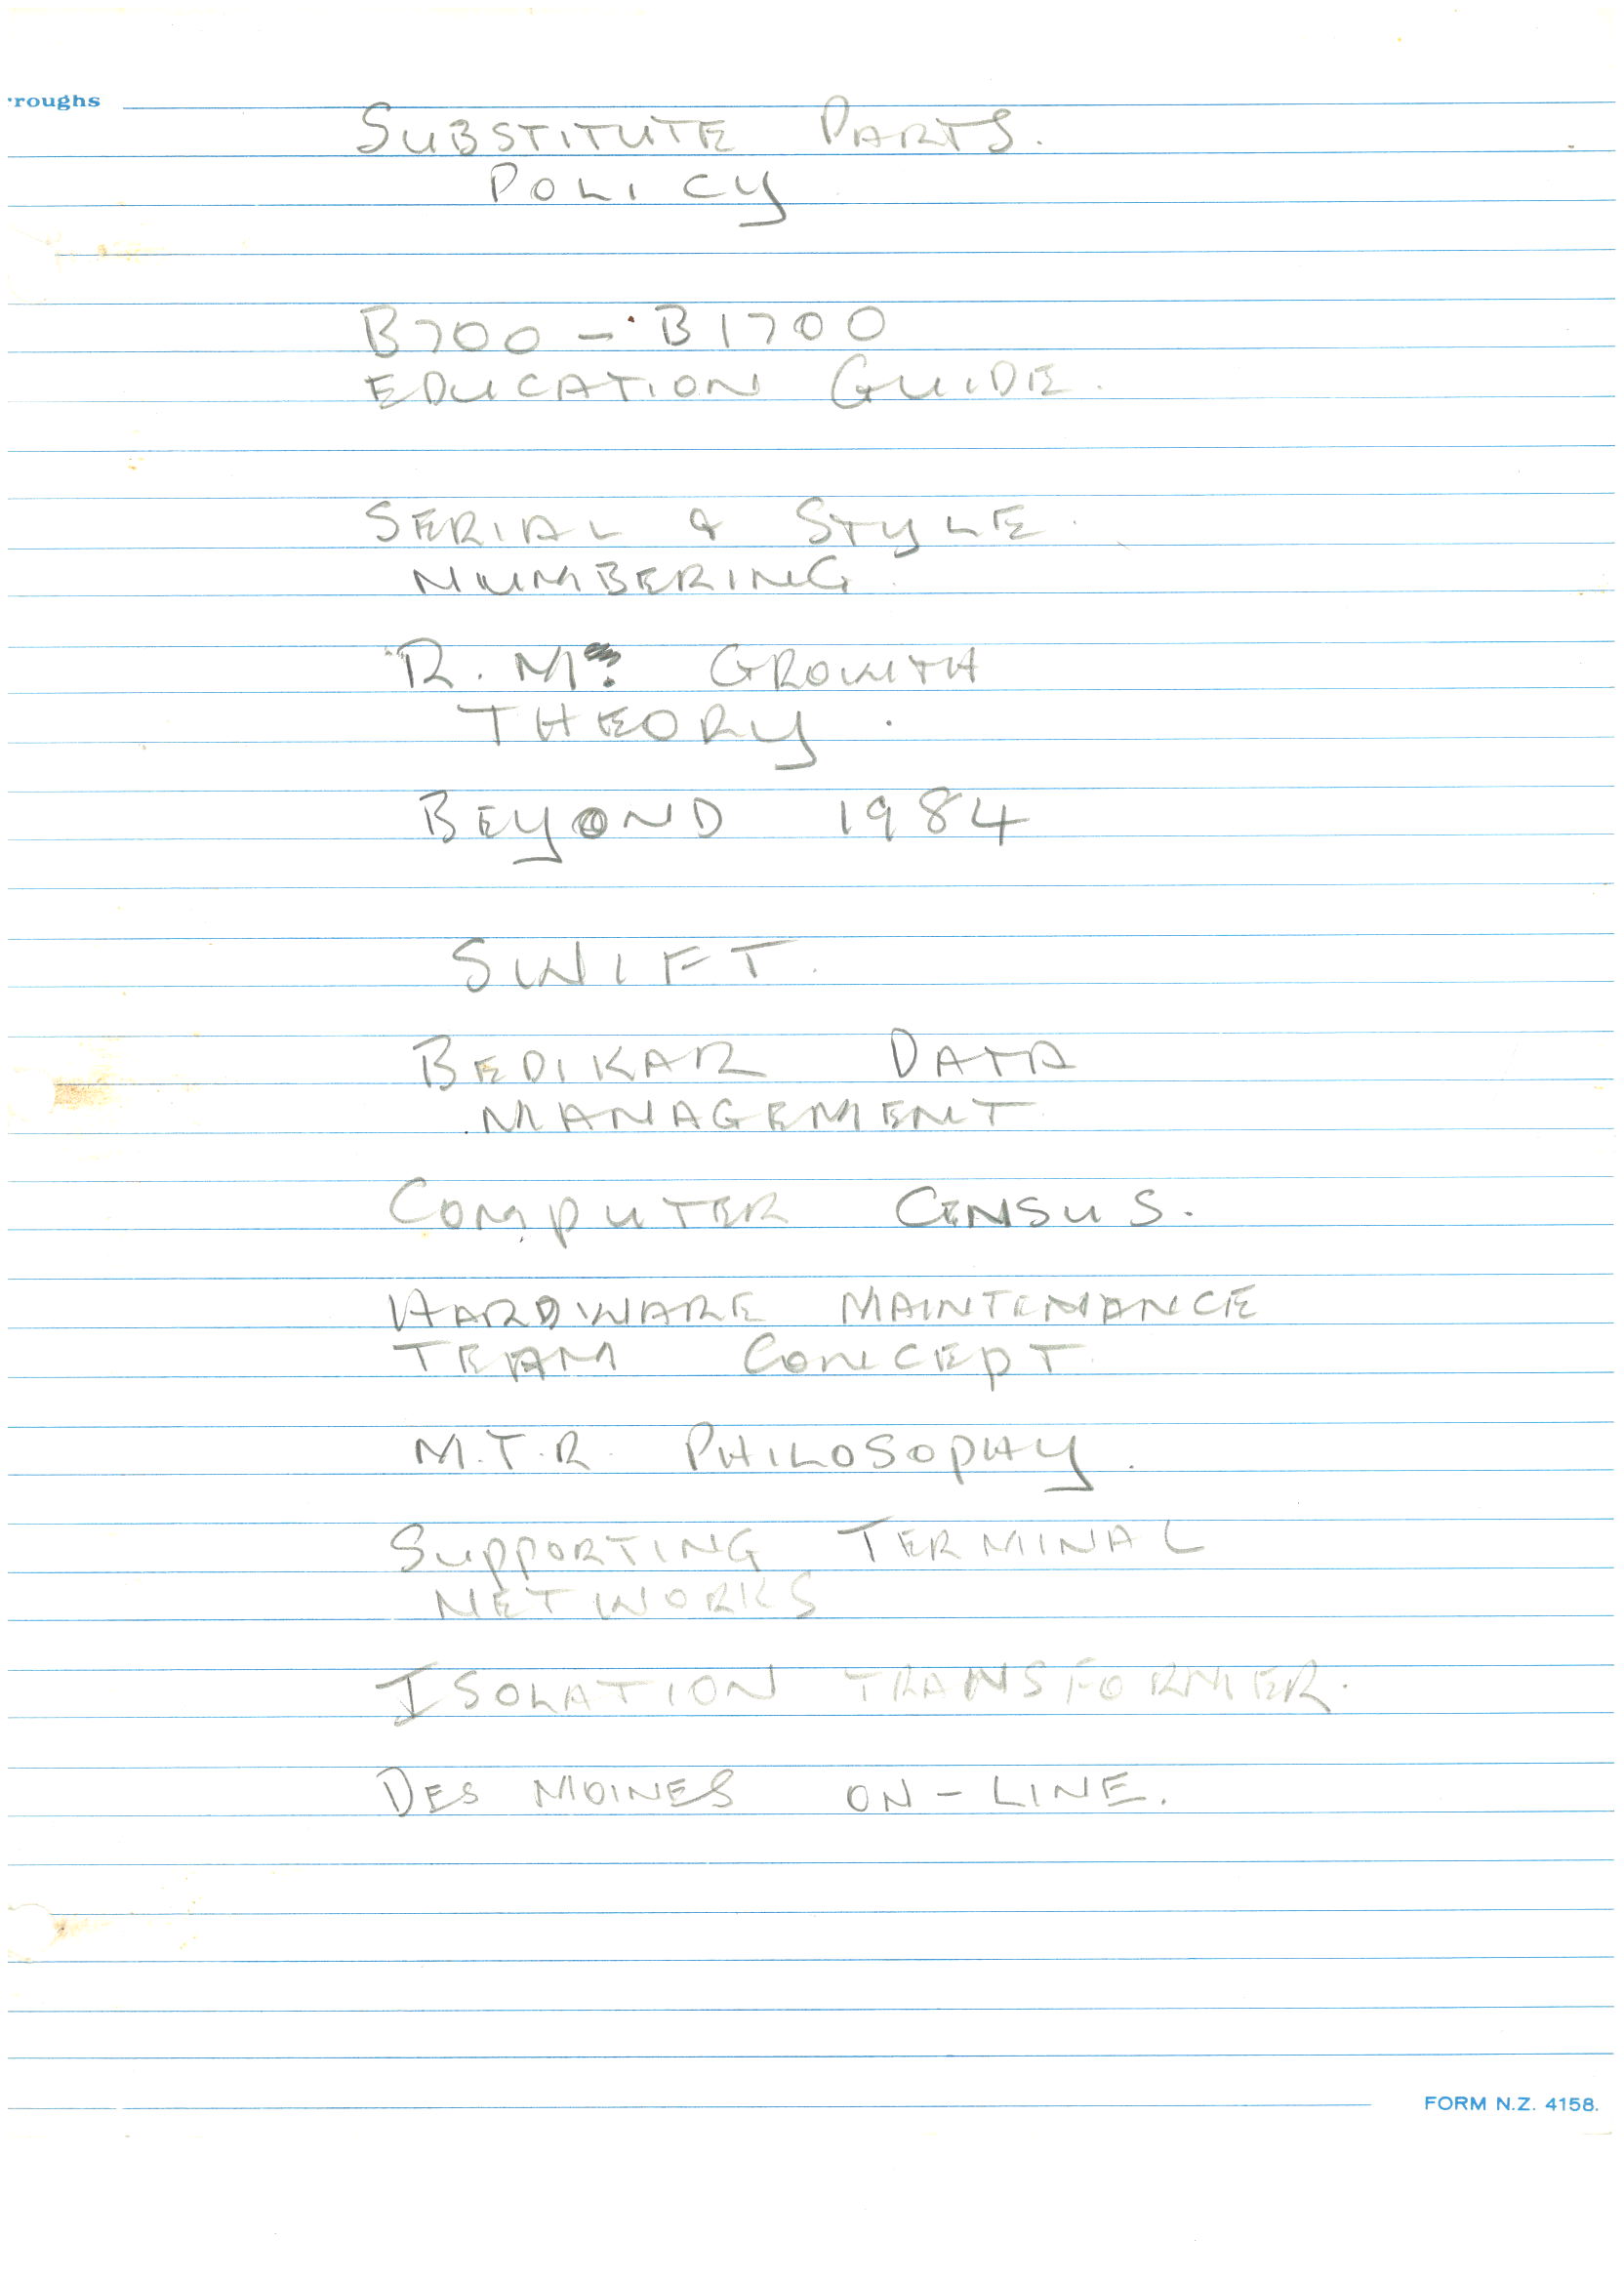 roughs
SUBSTITUTE PARTS.
POLICY
B700 - B1700
EDUCATION GUIDE.
SERIAL & STYLE.
NUMBERING.
R.M. GROWTH
THEORY.
BEYOND 1984
SWIFT.
BEDIKAR DATA
MANAGEMENT
COMPUTER CENSUS.
HARDWARE MAINTENANCE
TEAM CONCEPT.
M.T.R. PHILOSOPHY.
SUPPORTING TERMINAL
NETWORKS
ISOLATION TRANSFORMER.
DES MOINES ON-LINE.
FORM N.Z. 4158.